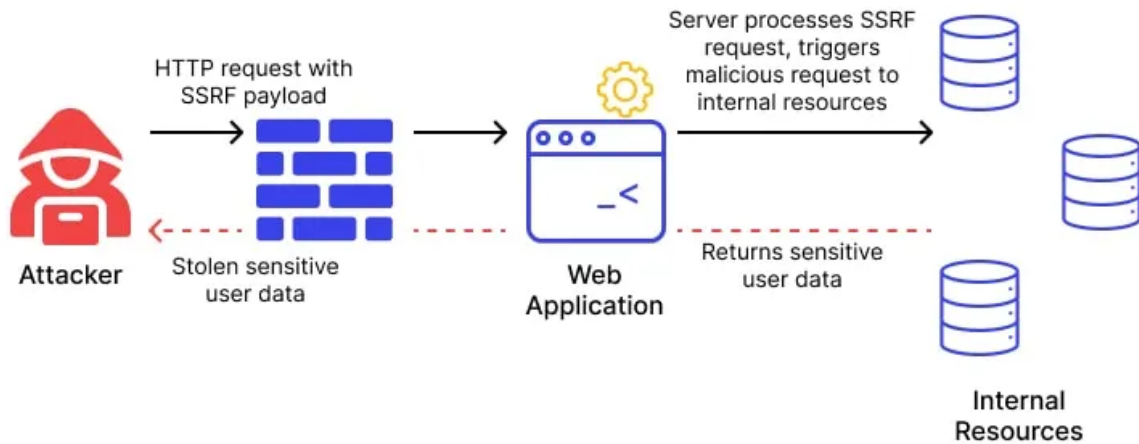 HTTP request with
SSRF payload
Server processes SSRF
request, triggers
malicious request to
internal resources
_<
Attacker
Stolen sensitive
user data
Web
Application
Returns sensitive
user data
Internal
Resources